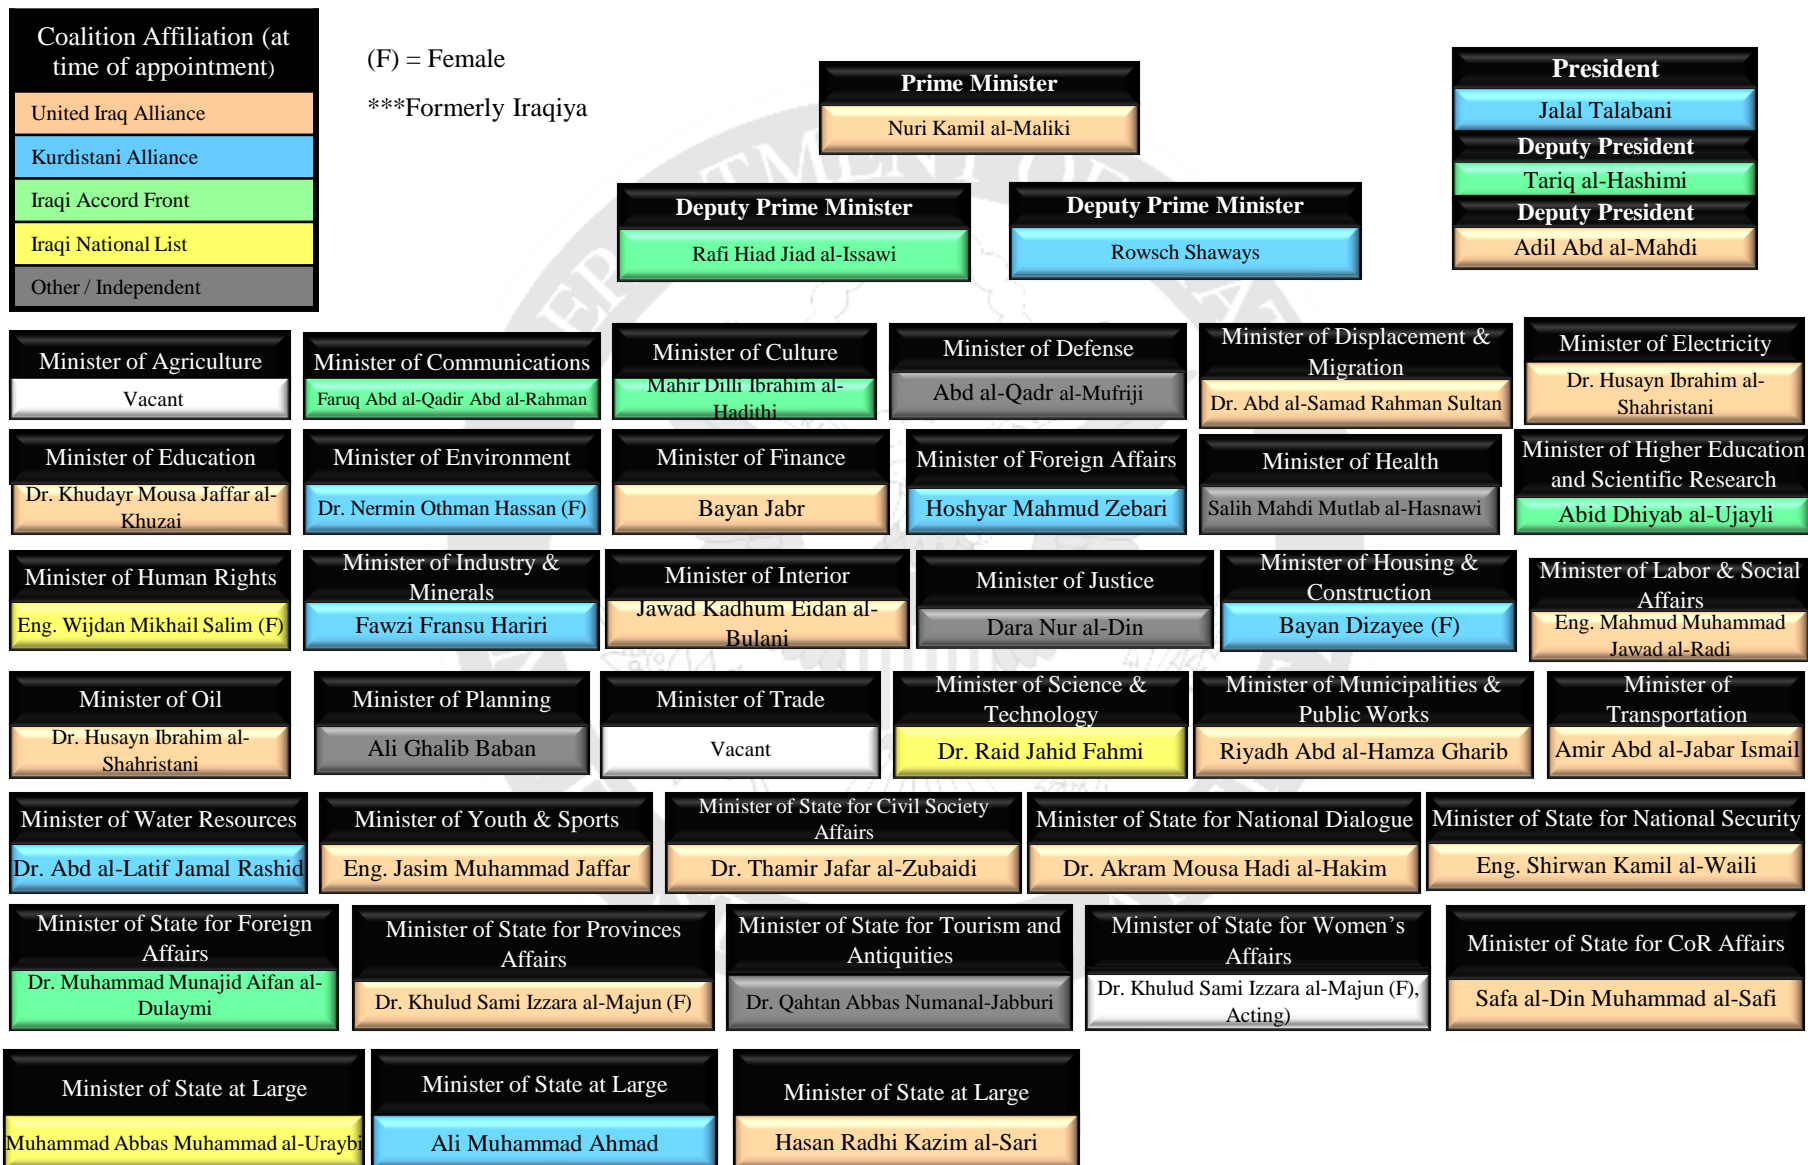 Coalition Affiliation (at
time of appointment)
United Iraq Alliance
Kurdistani Alliance
Iraqi Accord Front
Iraqi National List
Other / Independent
(F) = Female
***Formerly Iraqiya
Prime Minister
Nuri Kamil al-Maliki
President
Jalal Talabani
Deputy President
Tariq al-Hashimi
Deputy President
Adil Abd al-Mahdi
Deputy Prime Minister
Rafi Hiad Jiad al-Issawi
Deputy Prime Minister
Rowsch Shaways
Minister of Agriculture
Vacant
Minister of Communications
Faruq Abd al-Qadir Abd al-Rahman
Minister of Culture
Mahir Dilli Ibrahim al-
Hadithi
Minister of Defense
Abd al-Qadr al-Mufriji
Minister of Displacement &
Migration
Dr. Abd al-Samad Rahman Sultan
Minister of Electricity
Dr. Husayn Ibrahim al-
Shahristani
Minister of Education
Dr. Khudayr Mousa Jaffar al-
Khuzai
Minister of Environment
Dr. Nermin Othman Hassan (F)
Minister of Finance
Bayan Jabr
Minister of Foreign Affairs
Hoshyar Mahmud Zebari
Minister of Health
Salih Mahdi Mutlab al-Hasnawi
Minister of Higher Education
and Scientific Research
Abid Dhiyab al-Ujayli
Minister of Human Rights
Eng. Wijdan Mikhail Salim (F)
Minister of Industry &
Minerals
Fawzi Fransu Hariri
Minister of Interior
Jawad Kadhum Eidan al-
Bulani
Minister of Justice
Dara Nur al-Din
Minister of Housing &
Construction
Bayan Dizayee (F)
Minister of Labor & Social
Affairs
Eng. Mahmud Muhammad
Jawad al-Radi
Minister of Oil
Dr. Husayn Ibrahim al-
Shahristani
Minister of Planning
Ali Ghalib Baban
Minister of Trade
Vacant
Minister of Science &
Technology
Dr. Raid Jahid Fahmi
Minister of Municipalities &
Public Works
Riyadh Abd al-Hamza Gharib
Minister of
Transportation
Amir Abd al-Jabar Ismail
Minister of Water Resources
Dr. Abd al-Latif Jamal Rashid
Minister of Youth & Sports
Eng. Jasim Muhammad Jaffar
Minister of State for Civil Society
Affairs
Dr. Thamir Jafar al-Zubaidi
Minister of State for National Dialogue
Dr. Akram Mousa Hadi al-Hakim
Minister of State for National Security
Eng. Shirwan Kamil al-Waili
Minister of State for Foreign
Affairs
Dr. Muhammad Munajid Aifan al-
Dulaymi
Minister of State for Provinces
Affairs
Dr. Khulud Sami Izzara al-Majun (F)
Minister of State for Tourism and
Antiquities
Dr. Qahtan Abbas Numanal-Jabburi
Minister of State for Women’s
Affairs
Dr. Khulud Sami Izzara al-Majun (F),
Acting)
Minister of State for CoR Affairs
Safa al-Din Muhammad al-Safi
Minister of State at Large
Muhammad Abbas Muhammad al-Uraybi
Minister of State at Large
Ali Muhammad Ahmad
Minister of State at Large
Hasan Radhi Kazim al-Sari